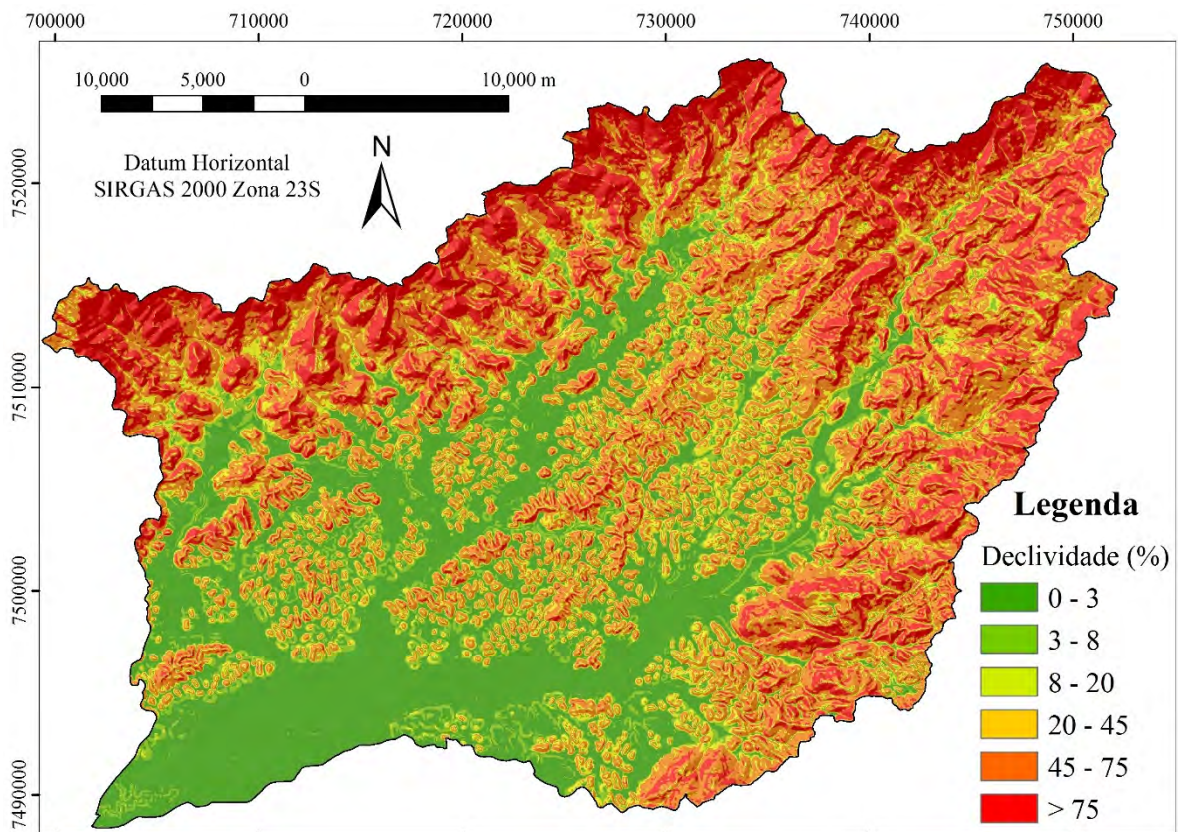 700000 710000 720000 730000 740000 750000
10,000 5,000 0 10,000 m
Datum Horizontal
SIRGAS 2000 Zona 23S
N
7520000
7510000
7500000
7490000
Legenda
Declividade (%)
0 - 3
3 - 8
8 - 20
20 - 45
45 - 75
> 75